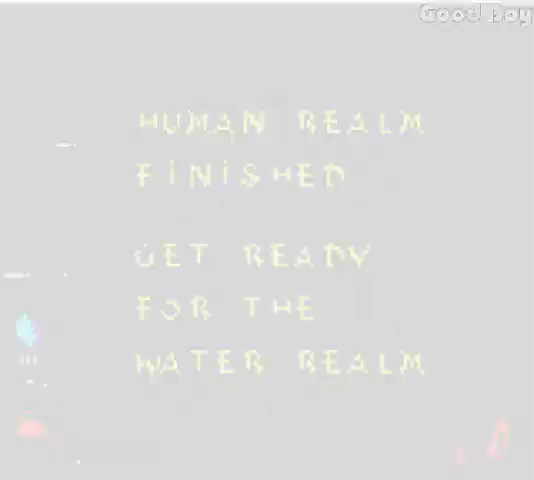 Good Boy
HUMAN REALM
FINISHED
GET READY
FOR THE
WATER REALM